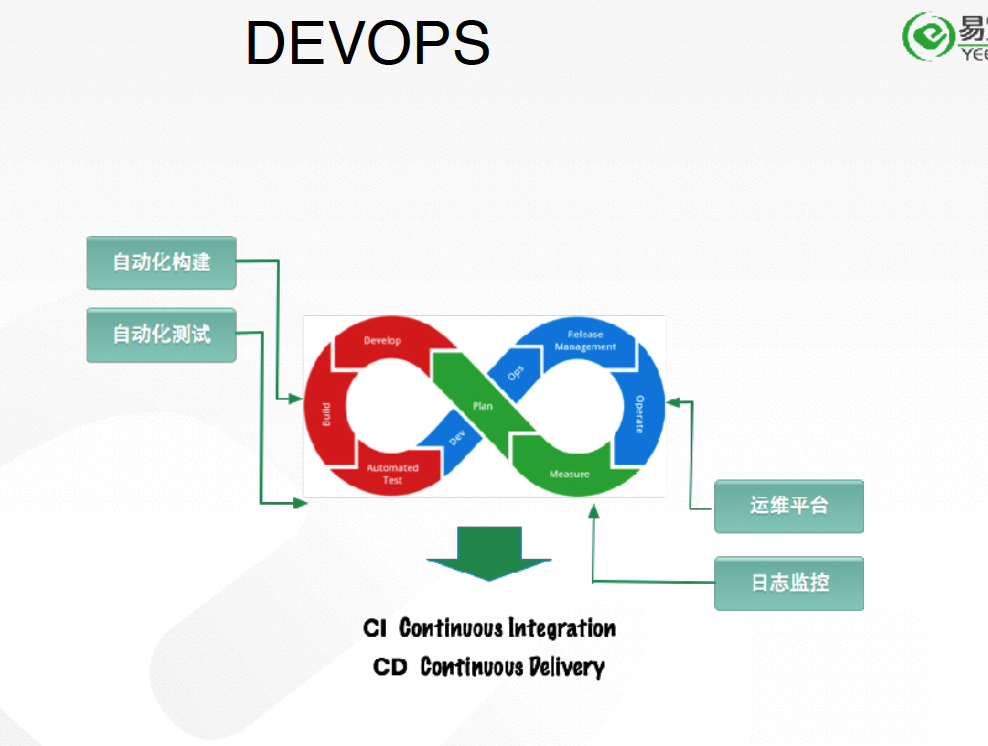 DEVOPS
易
YEE
自动化构建
自动化测试
Develop
Build
Automated
Test
Dev
Plan
Ops
Release
Management
Operate
Measure
运维平台
日志监控
CI Continuous Integration
CD Continuous Delivery